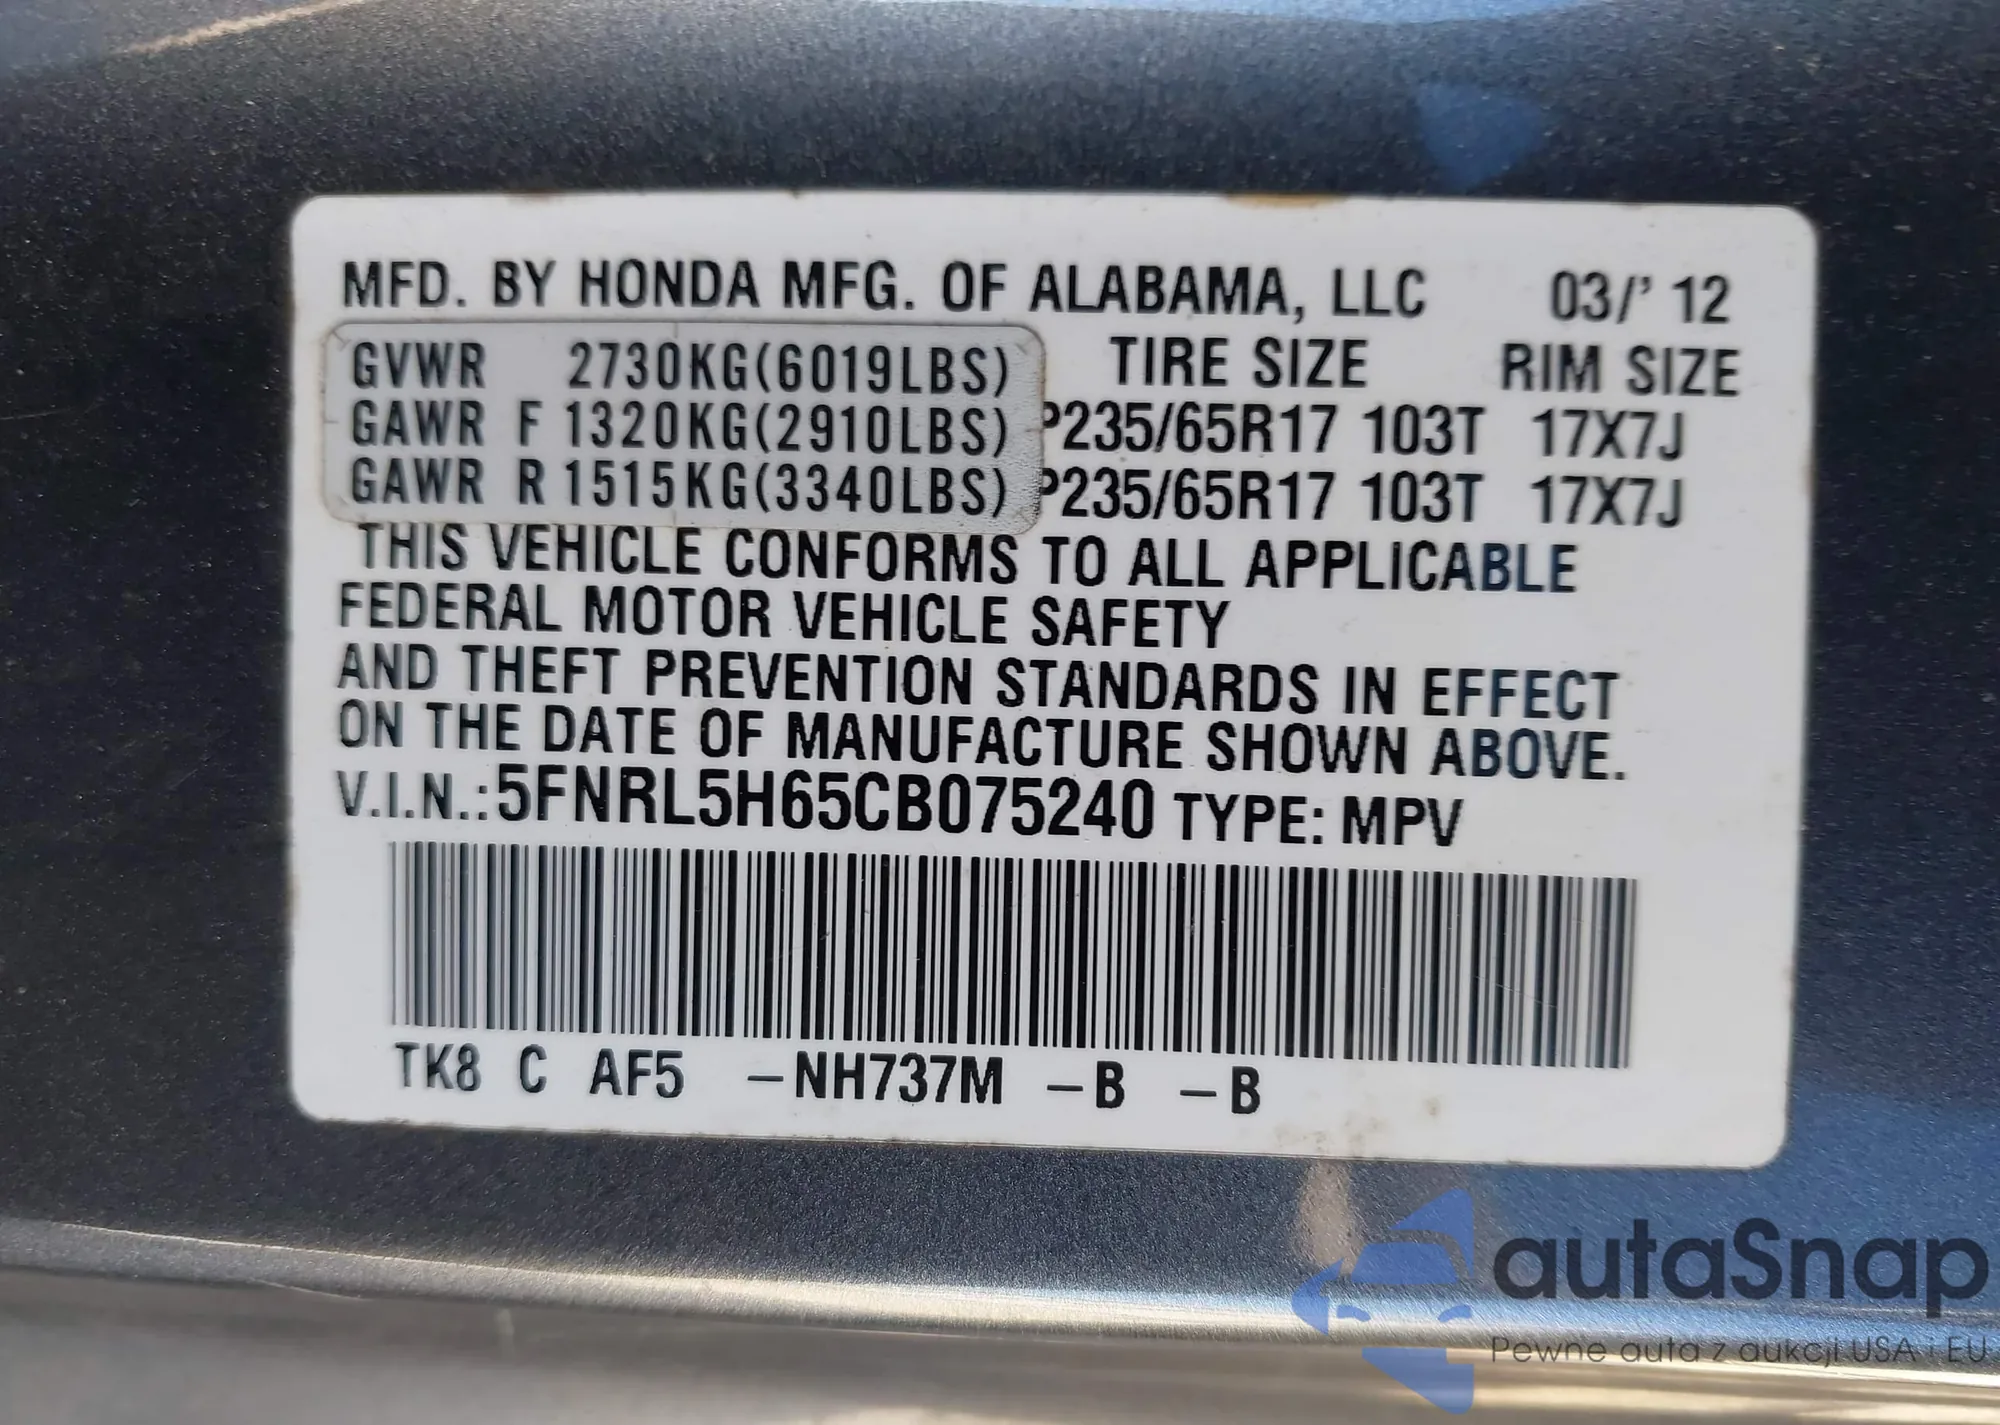 MFD. BY HONDA MFG. OF ALABAMA, LLC 03/'12
GVWR 2730KG(6019LBS) TIRE SIZE RIM SIZE
GAWR F 1320KG(2910LBS) P235/65R17 103T 17X7J
GAWR R 1515KG(3340LBS) P235/65R17 103T 17X7J
THIS VEHICLE CONFORMS TO ALL APPLICABLE
FEDERAL MOTOR VEHICLE SAFETY
AND THEFT PREVENTION STANDARDS IN EFFECT
ON THE DATE OF MANUFACTURE SHOWN ABOVE.
V.I.N.:5FNRL5H65CB075240 TYPE: MPV
TK8 C AF5 –NH737M –B –B
autaSnap
Pewne auta z aukcji USA i EU